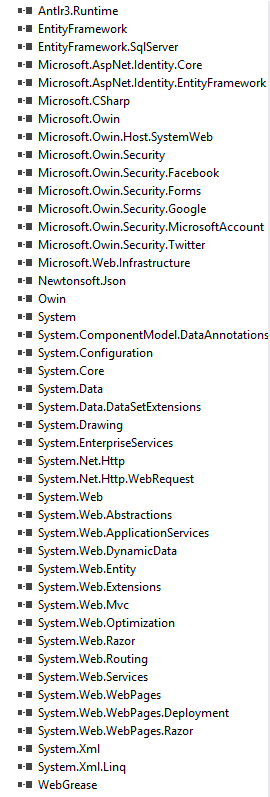 Antlr3.Runtime
EntityFramework
EntityFramework.SqlServer
Microsoft.AspNet.Identity.Core
Microsoft.AspNet.Identity.EntityFramework
Microsoft.CSharp
Microsoft.Owin
Microsoft.Owin.Host.SystemWeb
Microsoft.Owin.Security
Microsoft.Owin.Security.Facebook
Microsoft.Owin.Security.Forms
Microsoft.Owin.Security.Google
Microsoft.Owin.Security.MicrosoftAccount
Microsoft.Owin.Security.Twitter
Microsoft.Web.Infrastructure
Newtonsoft.Json
Owin
System
System.ComponentModel.DataAnnotations
System.Configuration
System.Core
System.Data
System.Data.DataSetExtensions
System.Drawing
System.EnterpriseServices
System.Net.Http
System.Net.Http.WebRequest
System.Web
System.Web.Abstractions
System.Web.ApplicationServices
System.Web.DynamicData
System.Web.Entity
System.Web.Extensions
System.Web.Mvc
System.Web.Optimization
System.Web.Razor
System.Web.Routing
System.Web.Services
System.Web.WebPages
System.Web.WebPages.Deployment
System.Web.WebPages.Razor
System.Xml
System.Xml.Linq
WebGrease